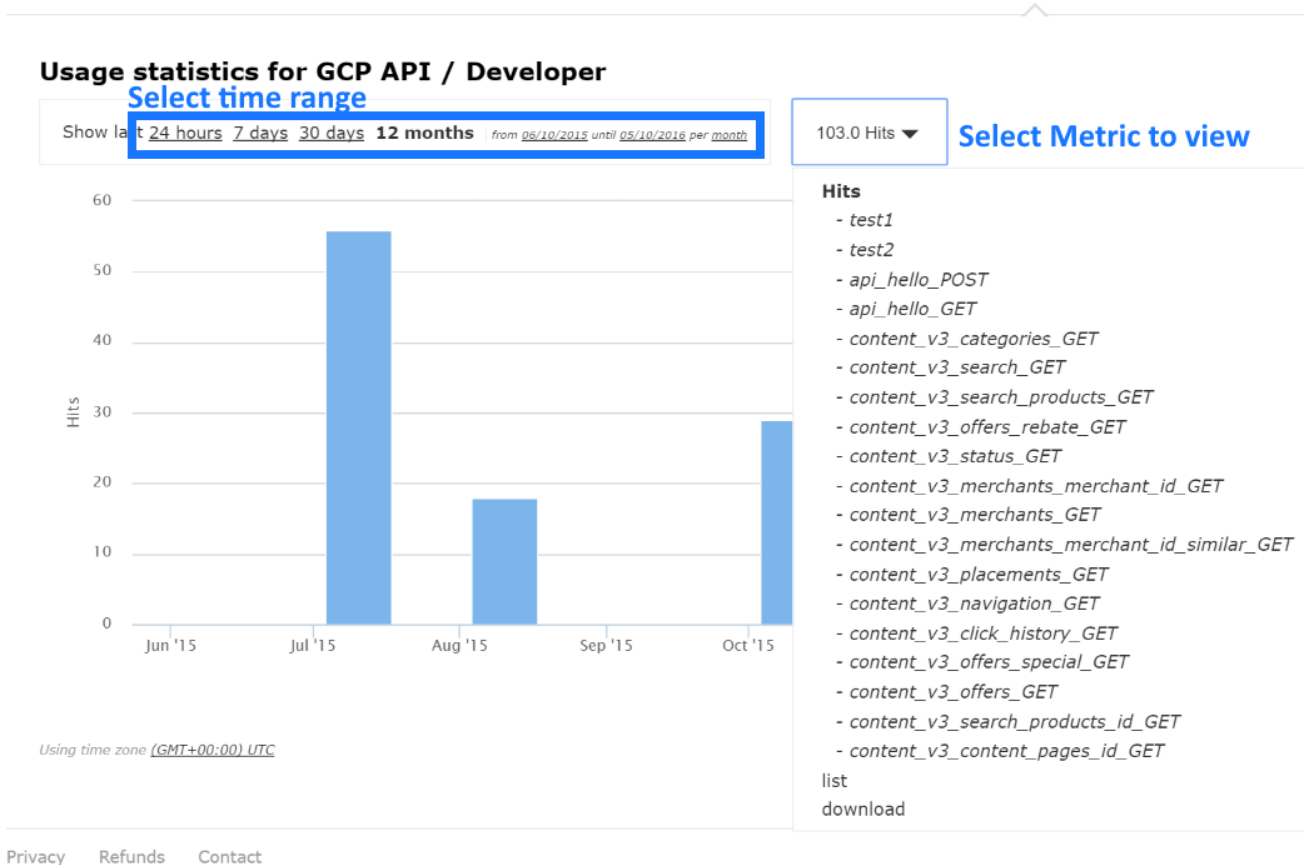 Usage statistics for GCP API / Developer
Select time range
Show la t 24 hours 7 days 30 days 12 months from 06/10/2015 until 05/10/2016 per month
103.0 Hits
Select Metric to view
Hits
- test1
- test2
- api_hello_POST
- api_hello_GET
- content_v3_categories_GET
- content_v3_search_GET
- content_v3_search_products_GET
- content_v3_offers_rebate_GET
- content_v3_status_GET
- content_v3_merchants_merchant_id_GET
- content_v3_merchants_GET
- content_v3_merchants_merchant_id_similar_GET
- content_v3_placements_GET
- content_v3_navigation_GET
- content_v3_click_history_GET
- content_v3_offers_special_GET
- content_v3_offers_GET
- content_v3_search_products_id_GET
- content_v3_content_pages_id_GET
list
download
60
50
40
30
20
10
0
Hits
Jun '15 Jul '15 Aug '15 Sep '15 Oct '15
Using time zone (GMT+00:00) UTC
Privacy Refunds Contact